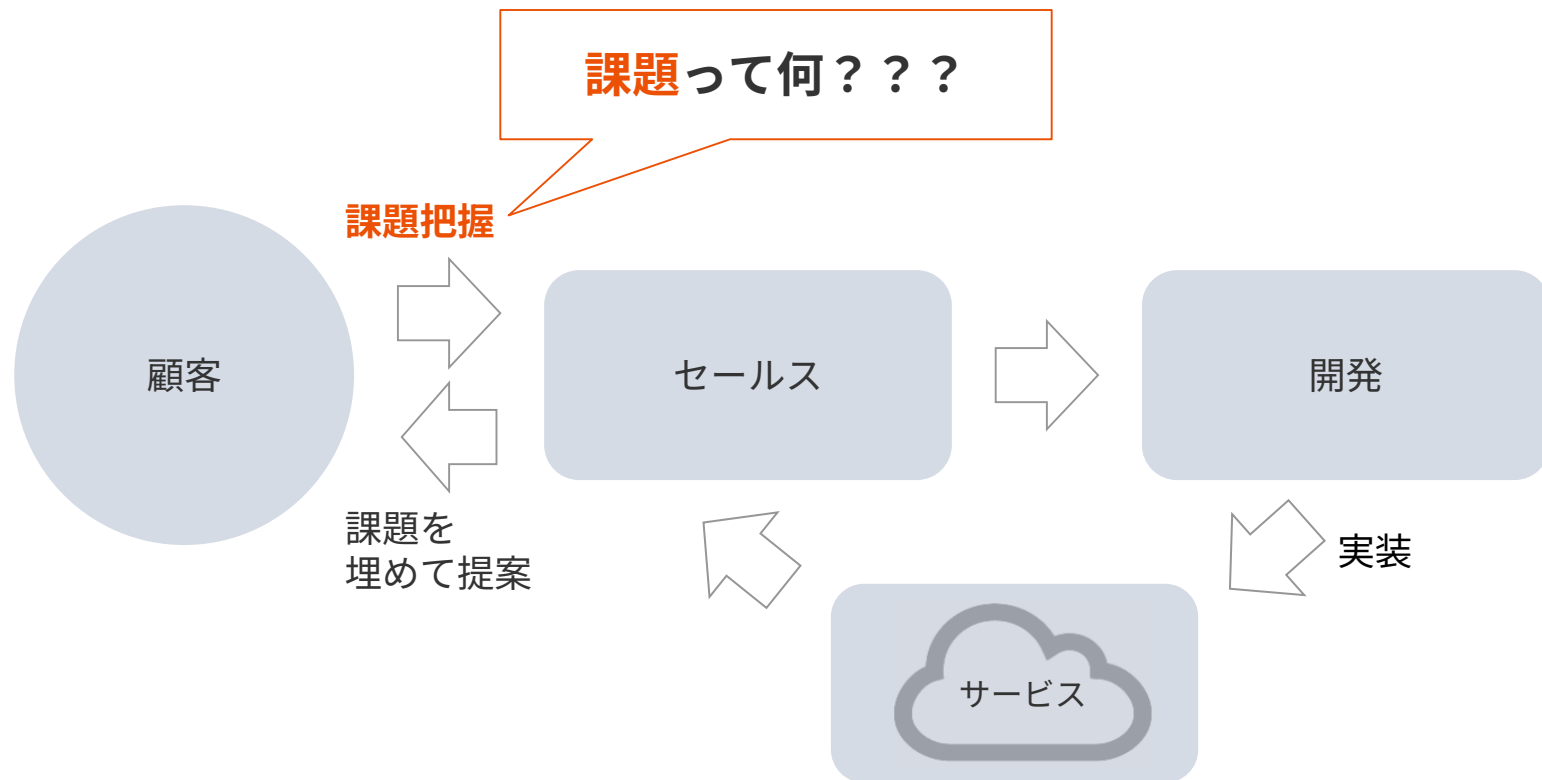 課題って何？？？
課題把握
顧客
セールス
開発
課題を
埋めて提案
実装
サービス